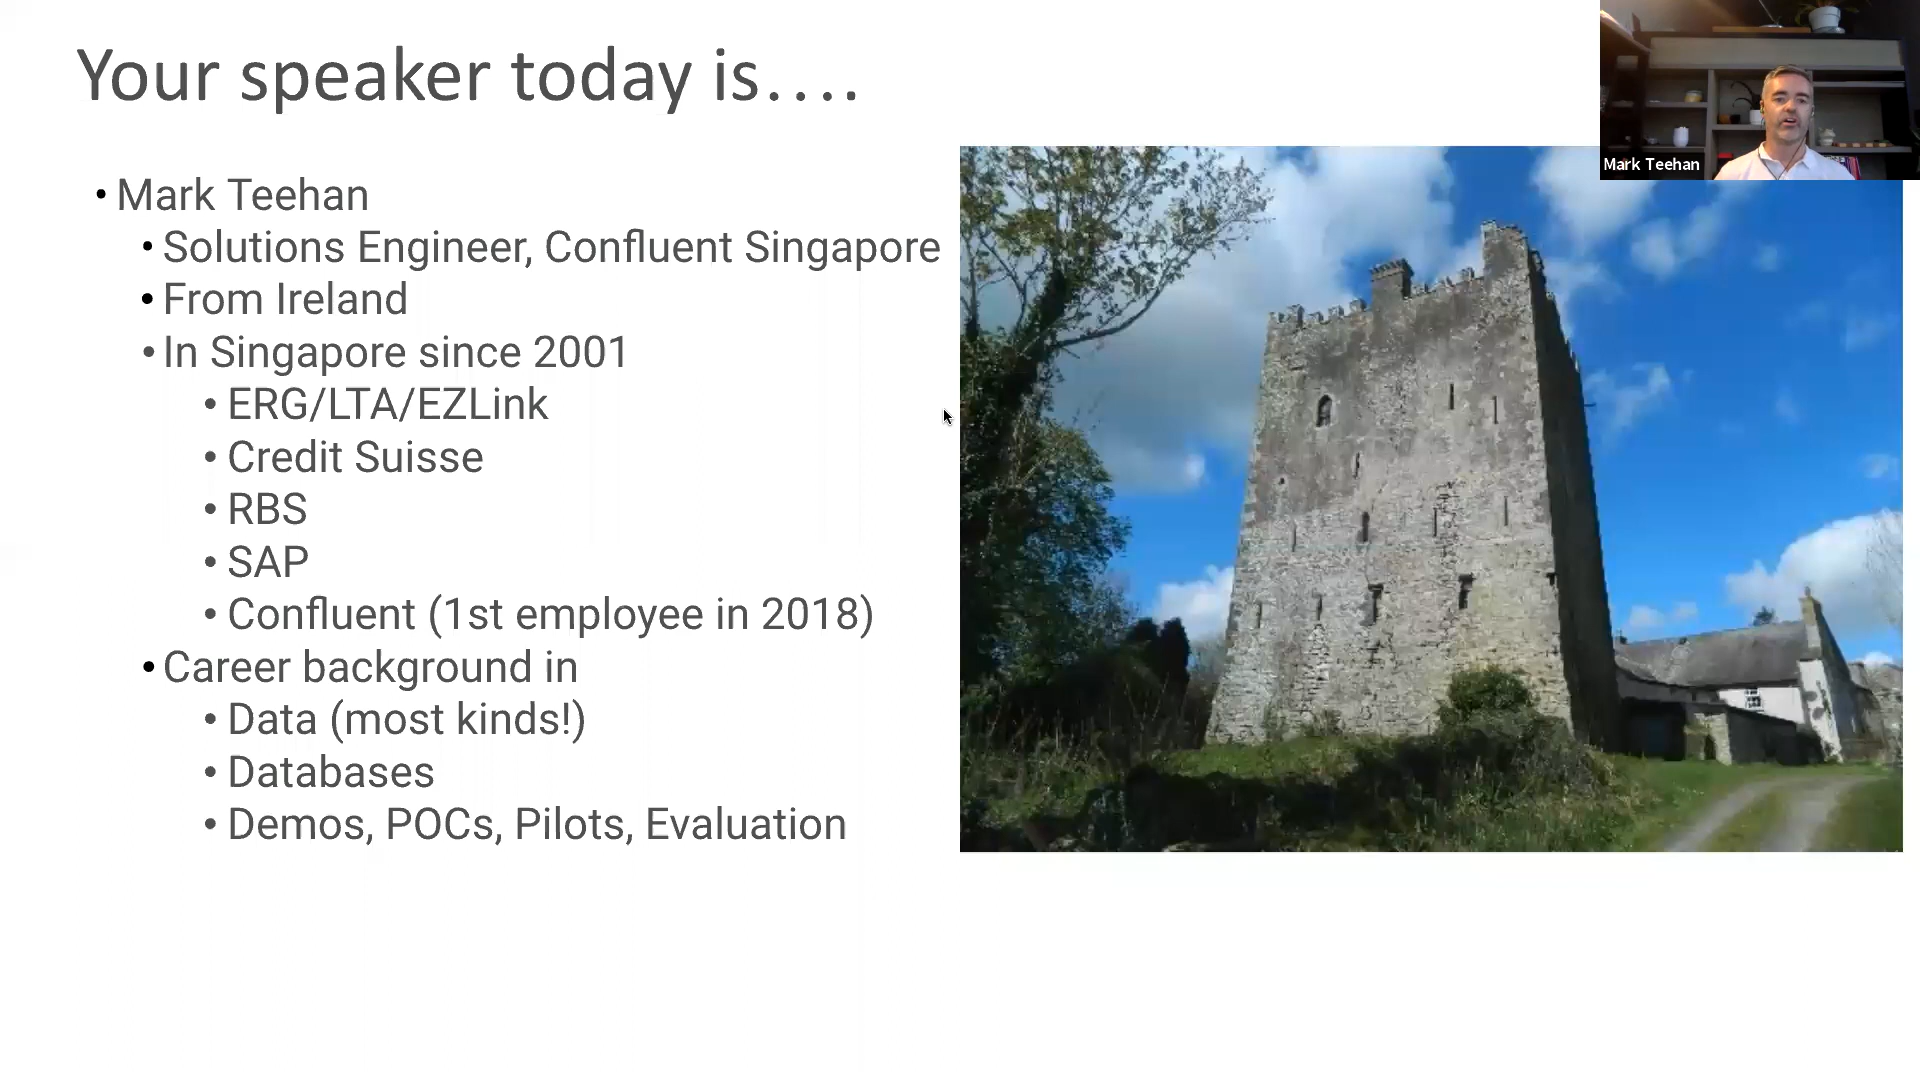 Your speaker today is....
Mark Teehan
• Mark Teehan
• Solutions Engineer, Confluent Singapore
• From Ireland
• In Singapore since 2001
• ERG/LTA/EZLink
• Credit Suisse
• RBS
• SAP
• Confluent (1st employee in 2018)
• Career background in
• Data (most kinds!)
• Databases
• Demos, POCs, Pilots, Evaluation